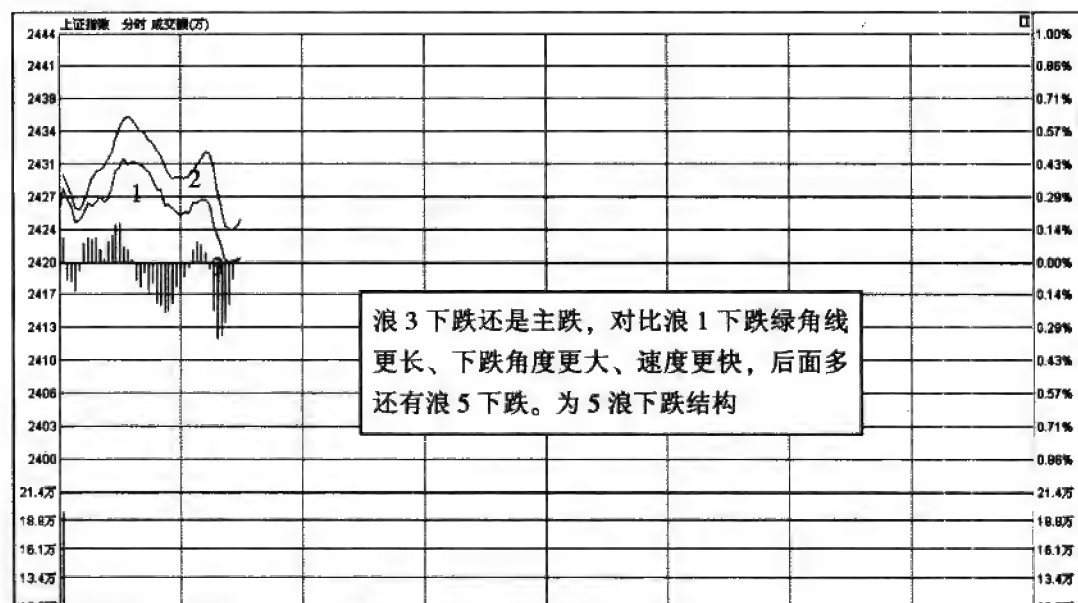 上证指数 分时 成交额(万)
2444 1.00%
2441 0.86%
2439 0.71%
2434 0.57%
2431 0.43%
2427 0.29%
2424 0.14%
2420 0.00%
2417 0.14%
2413 0.29%
2410 0.43%
2406 0.57%
2403 0.71%
2400 0.86%
21.4万 21.4万
18.8万 18.8万
16.1万 16.1万
13.4万 13.4万
1
2
3
浪 3 下跌还是主跌，对比浪 1 下跌绿角线
更长、下跌角度更大、速度更快，后面多
还有浪 5 下跌。为 5 浪下跌结构